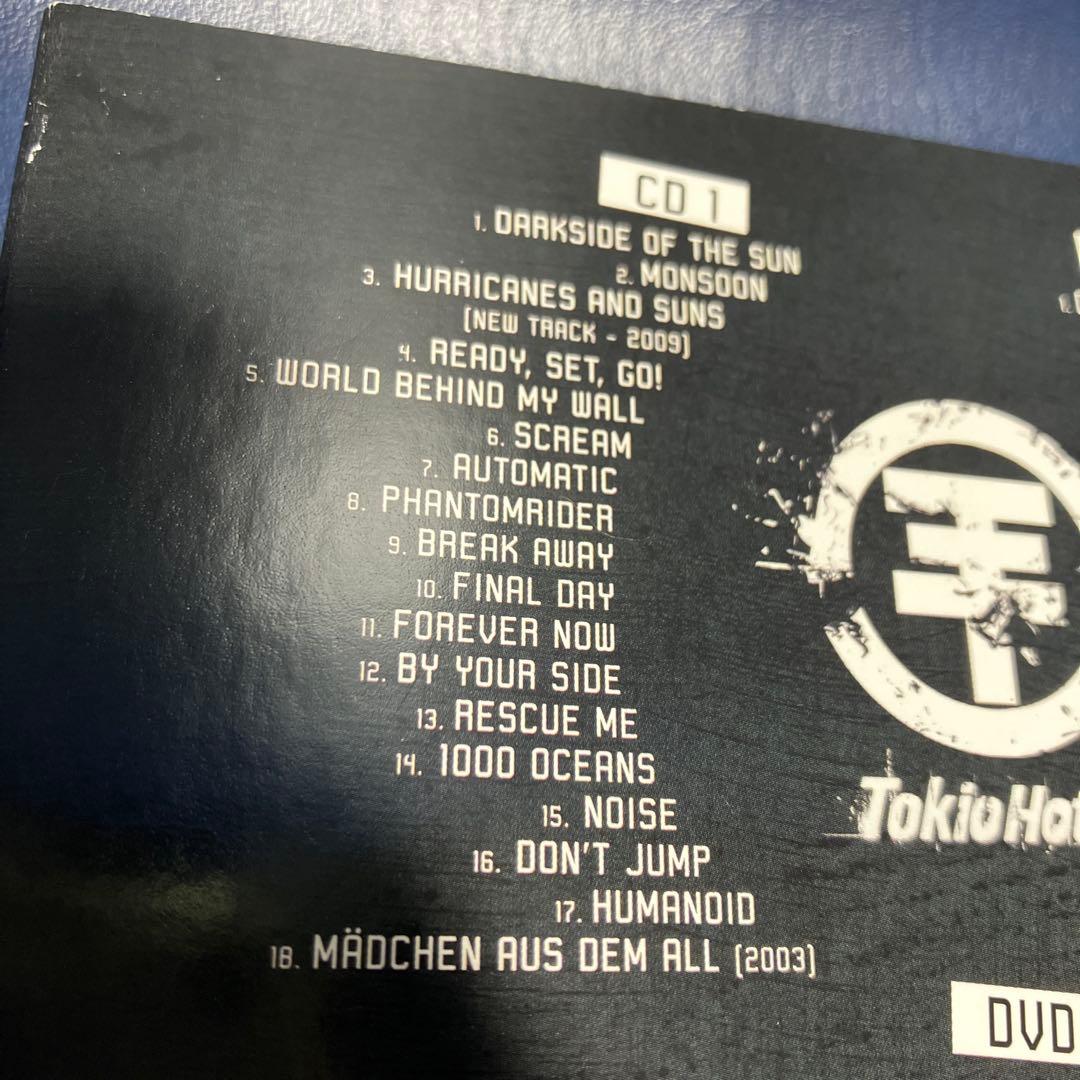 CD 1
1. DARKSIDE OF THE SUN
2. MONSOON
3. HURRICANES AND SUNS
(NEW TRACK - 2009)
4. READY, SET, GO!
5. WORLD BEHIND MY WALL
6. SCREAM
7. AUTOMATIC
8. PHANTOMRIDER
9. BREAK AWAY
10. FINAL DAY
11. FOREVER NOW
12. BY YOUR SIDE
13. RESCUE ME
14. 1000 OCEANS
15. NOISE
16. DON'T JUMP
17. HUMANOID
18. MÄDCHEN AUS DEM ALL (2003)
Tokio
DVD